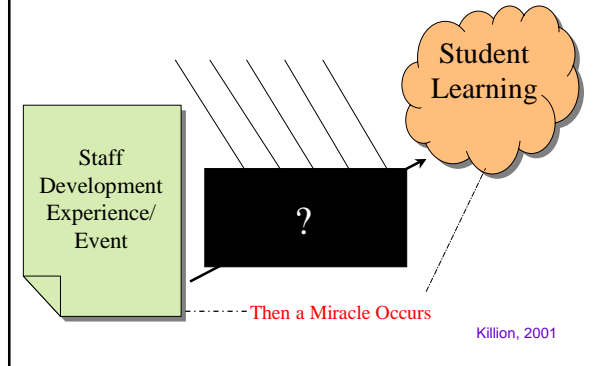 Student
Learning
Staff
Development
Experience/
Event
?
Then a Miracle Occurs
Killion, 2001